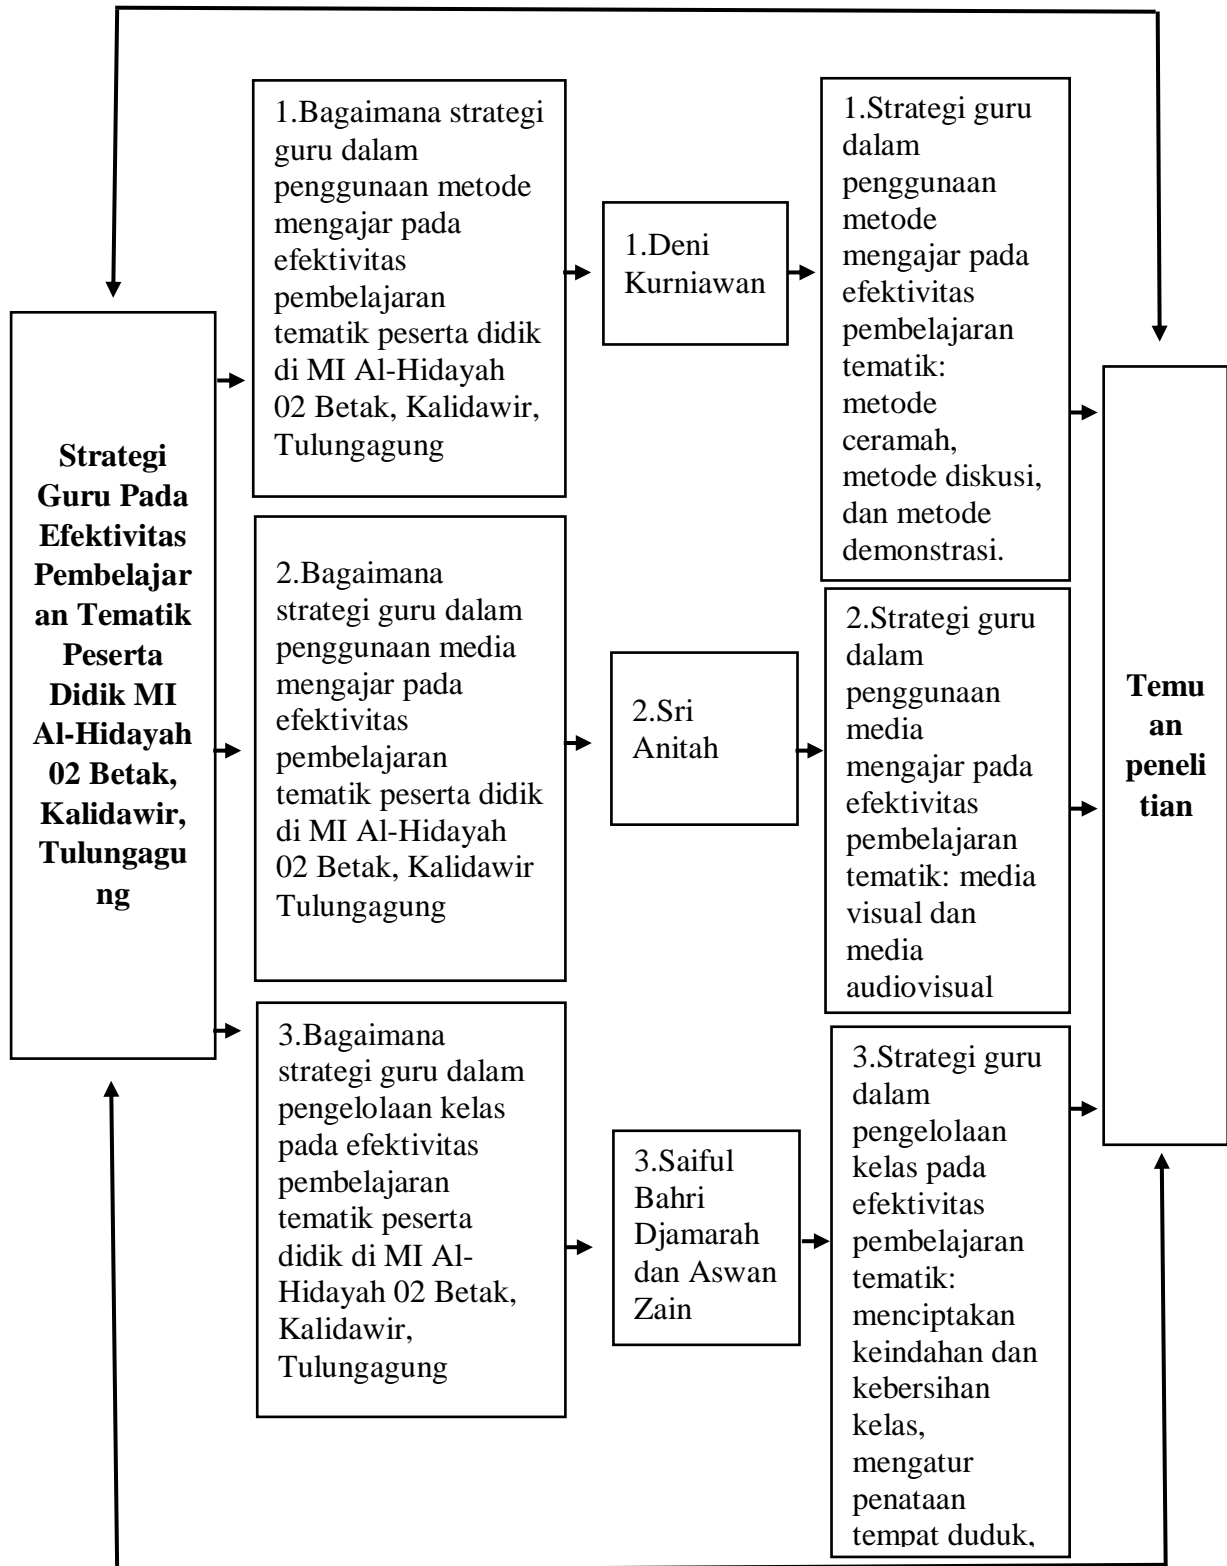 Strategi
Guru Pada
Efektivitas
Pembelajar
an Tematik
Peserta
Didik MI
Al-Hidayah
02 Betak,
Kalidawir,
Tulungagu
ng
1.Bagaimana strategi
guru dalam
penggunaan metode
mengajar pada
efektivitas
pembelajaran
tematik peserta didik
di MI Al-Hidayah
02 Betak, Kalidawir,
Tulungagung
1.Deni
Kurniawan
1.Strategi guru
dalam
penggunaan
metode
mengajar pada
efektivitas
pembelajaran
tematik:
metode
ceramah,
metode diskusi,
dan metode
demonstrasi.
2.Bagaimana
strategi guru dalam
penggunaan media
mengajar pada
efektivitas
pembelajaran
tematik peserta didik
di MI Al-Hidayah
02 Betak, Kalidawir
Tulungagung
2.Sri
Anitah
2.Strategi guru
dalam
penggunaan
media
mengajar pada
efektivitas
pembelajaran
tematik: media
visual dan
media
audiovisual
3.Bagaimana
strategi guru dalam
pengelolaan kelas
pada efektivitas
pembelajaran
tematik peserta
didik di MI Al-
Hidayah 02 Betak,
Kalidawir,
Tulungagung
3.Saiful
Bahri
Djamarah
dan Aswan
Zain
3.Strategi guru
dalam
pengelolaan
kelas pada
efektivitas
pembelajaran
tematik:
menciptakan
keindahan dan
kebersihan
kelas,
mengatur
penataan
tempat duduk,
Temu
an
peneli
tian